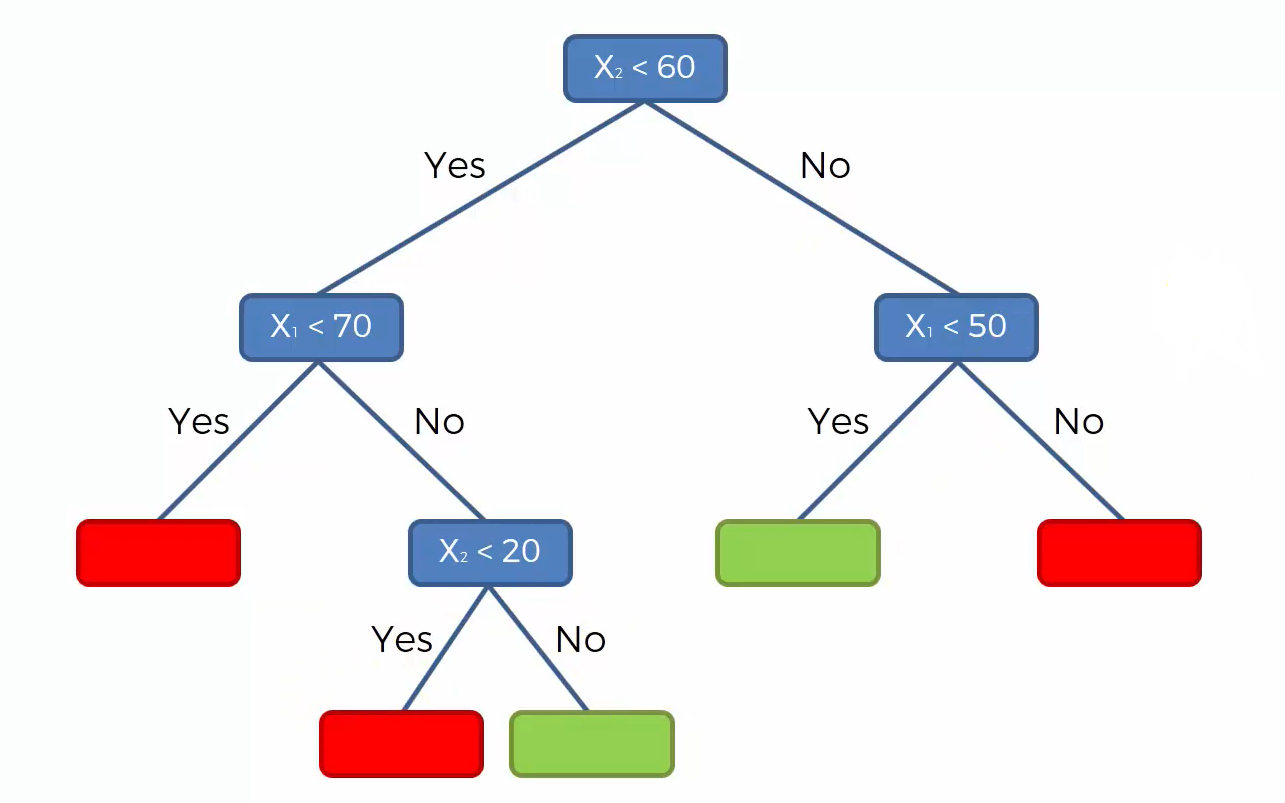 X₂ < 60
Yes
No
X₁ < 70
X₁ < 50
Yes
No
Yes
No
X₂ < 20
Yes
No